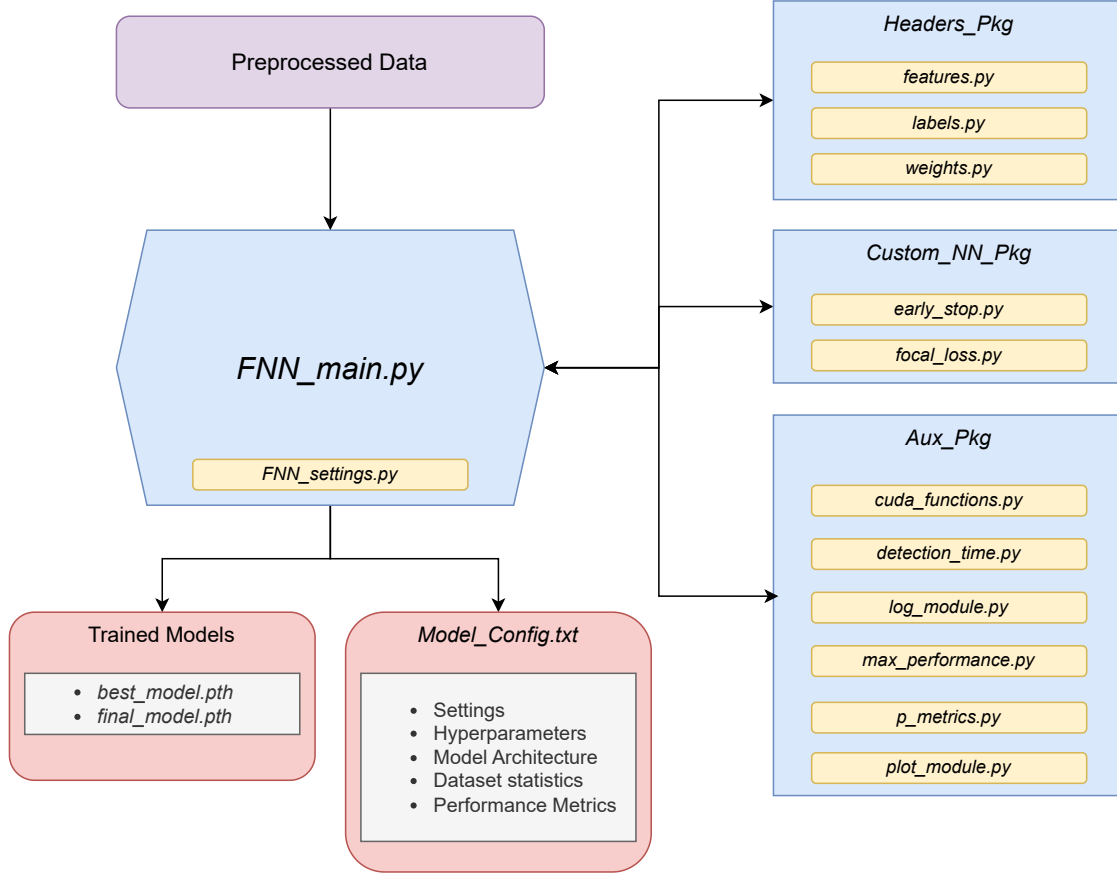 Preprocessed Data
FNN_main.py
FNN_settings.py
Trained Models
• best_model.pth
• final_model.pth
Model_Config.txt
• Settings
• Hyperparameters
• Model Architecture
• Dataset statistics
• Performance Metrics
Headers_Pkg
features.py
labels.py
weights.py
Custom_NN_Pkg
early_stop.py
focal_loss.py
Aux_Pkg
cuda_functions.py
detection_time.py
log_module.py
max_performance.py
p_metrics.py
plot_module.py